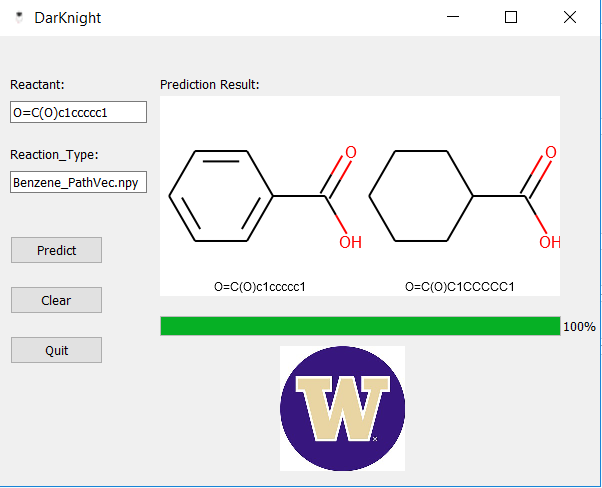 DarKnight
Reactant:
O=C(O)c1ccccc1
Reaction_Type:
Benzene_PathVec.npy
Predict
Clear
Quit
Prediction Result:
O
OH
O
OH
O=C(O)c1ccccc1
O=C(O)C1CCCCC1
100%
W